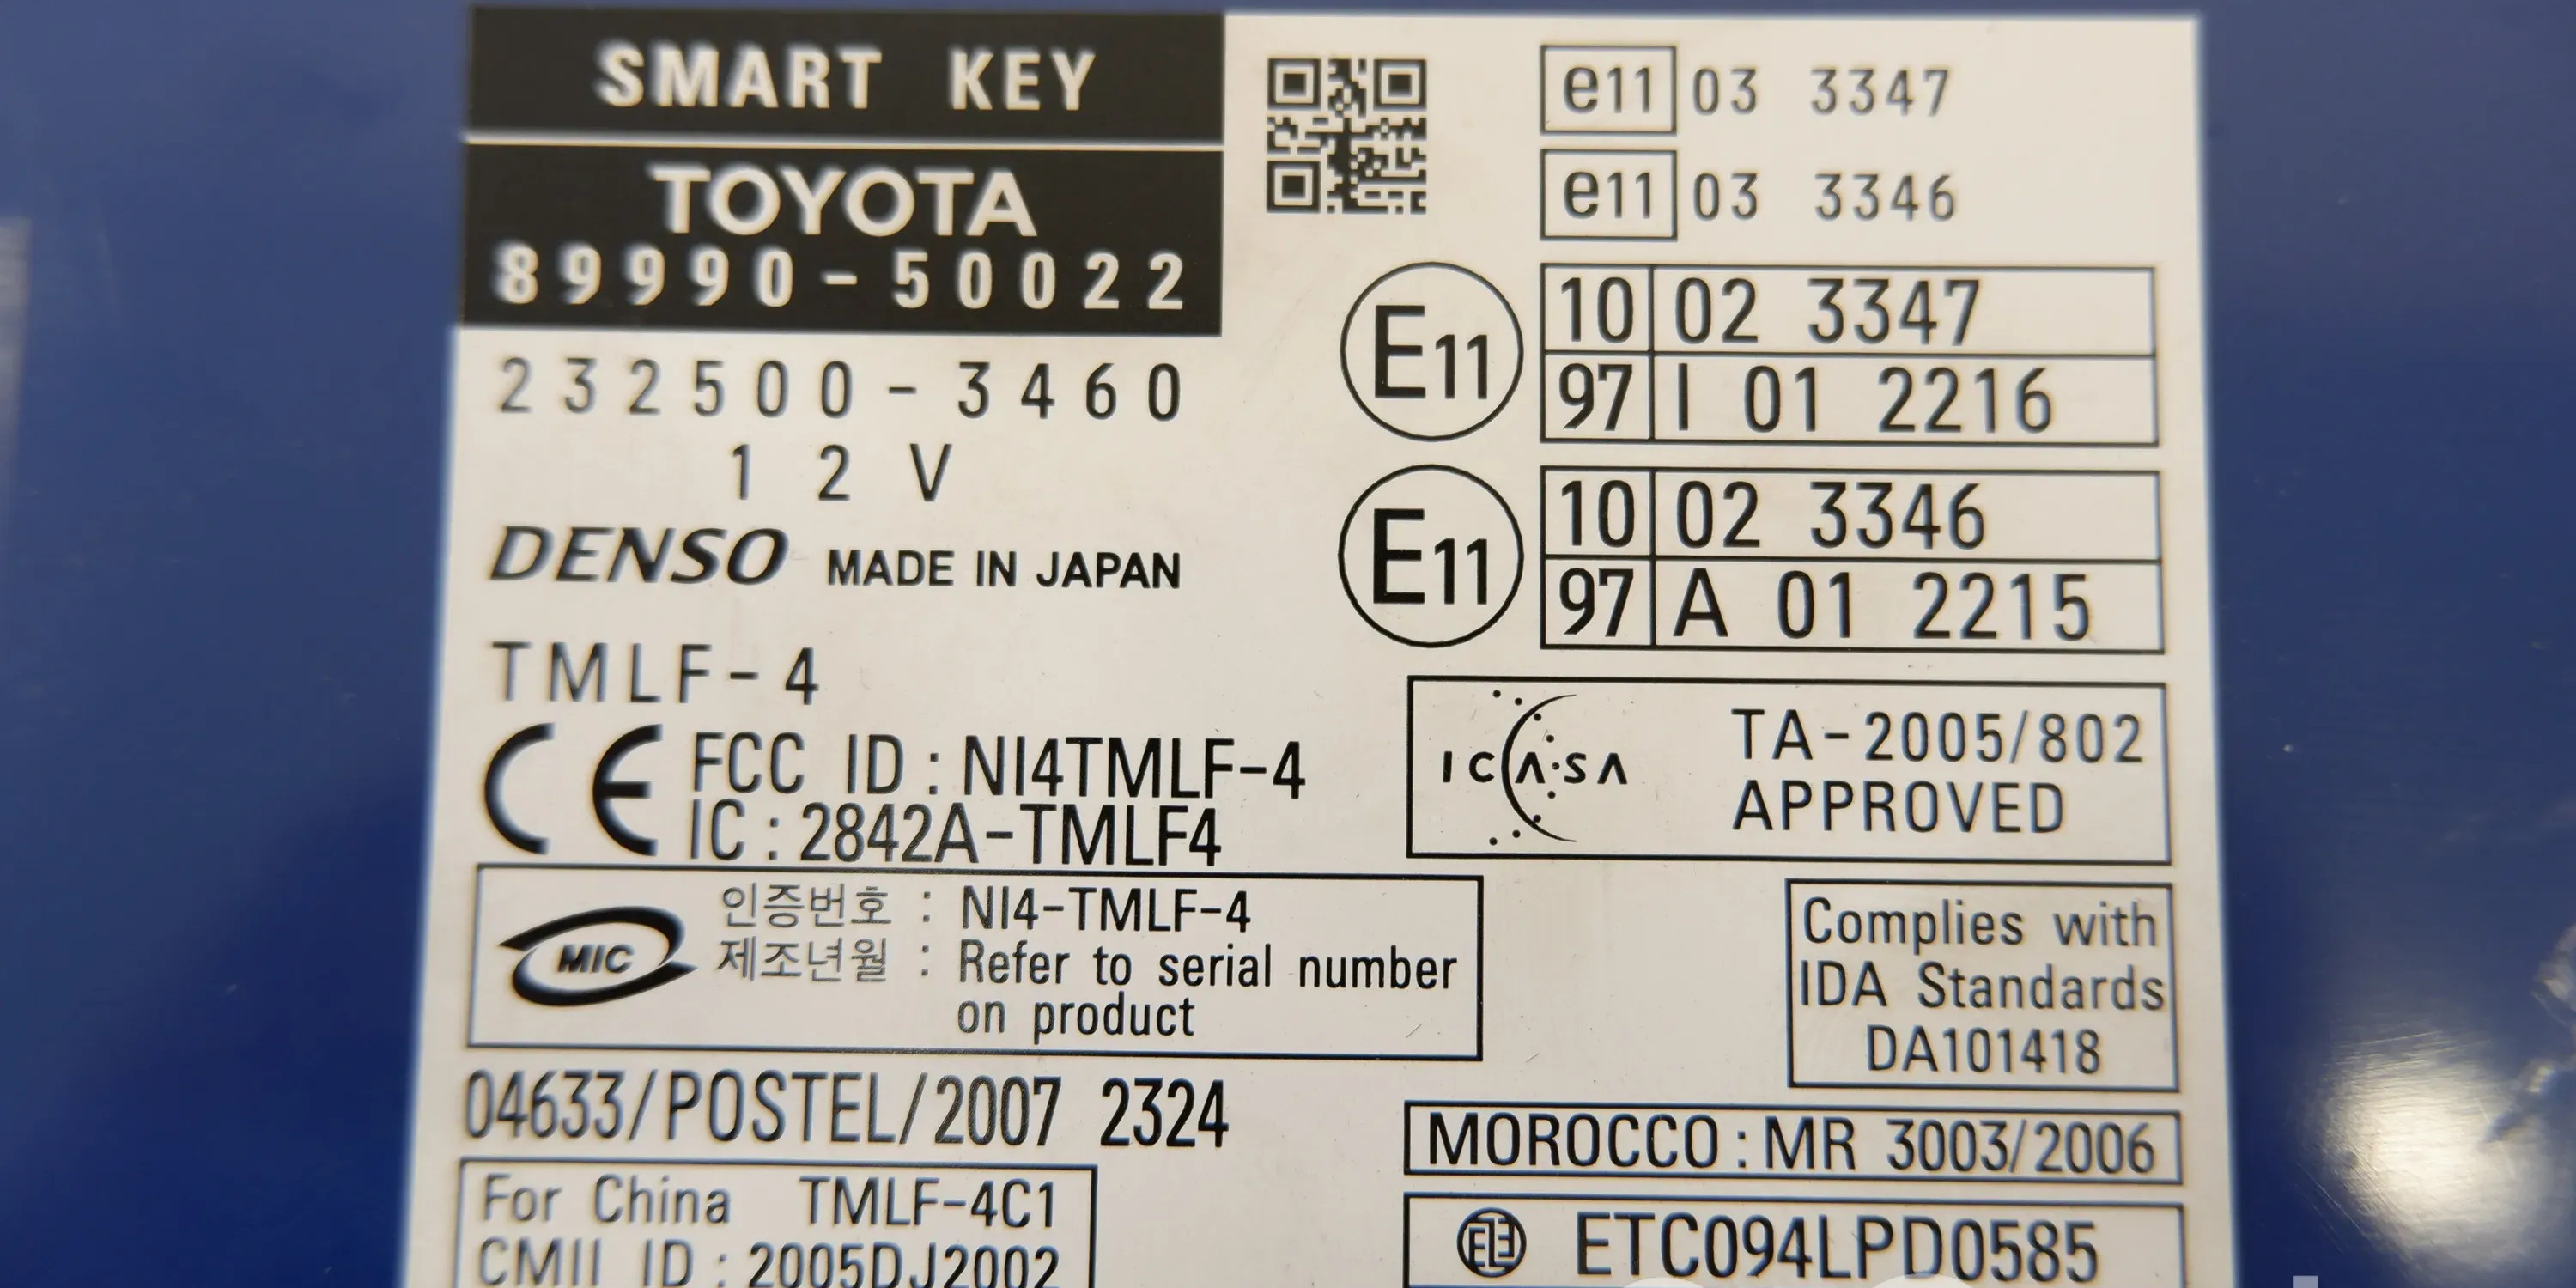 SMART KEY
TOYOTA
89990-50022
232500-3460
12V
DENSO MADE IN JAPAN
TMLF-4
CE FCC ID : NI4TMLF-4
IC : 2842A-TMLF4
MIC 인증번호 : NI4-TMLF-4
제조년월 : Refer to serial number
on product
04633/POSTEL/2007 2324
For China TMLF-4C1
CMII ID : 2005DJ2002
e11 03 3347
e11 03 3346
E11 10 02 3347
97 I 01 2216
E11 10 02 3346
97 A 01 2215
ICASA TA-2005/802
APPROVED
Complies with
IDA Standards
DA101418
MOROCCO : MR 3003/2006
ETC094LPD0585